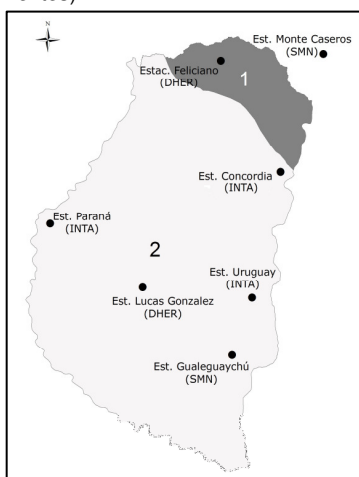 N
Est. Monte Caseros
(SMN)
Estac. Feliciano
(DHER)
1
Est. Concordia
(INTA)
Est. Paraná
(INTA)
2
Est. Uruguay
(INTA)
Est. Lucas Gonzalez
(DHER)
Est. Gualeguaychú
(SMN)